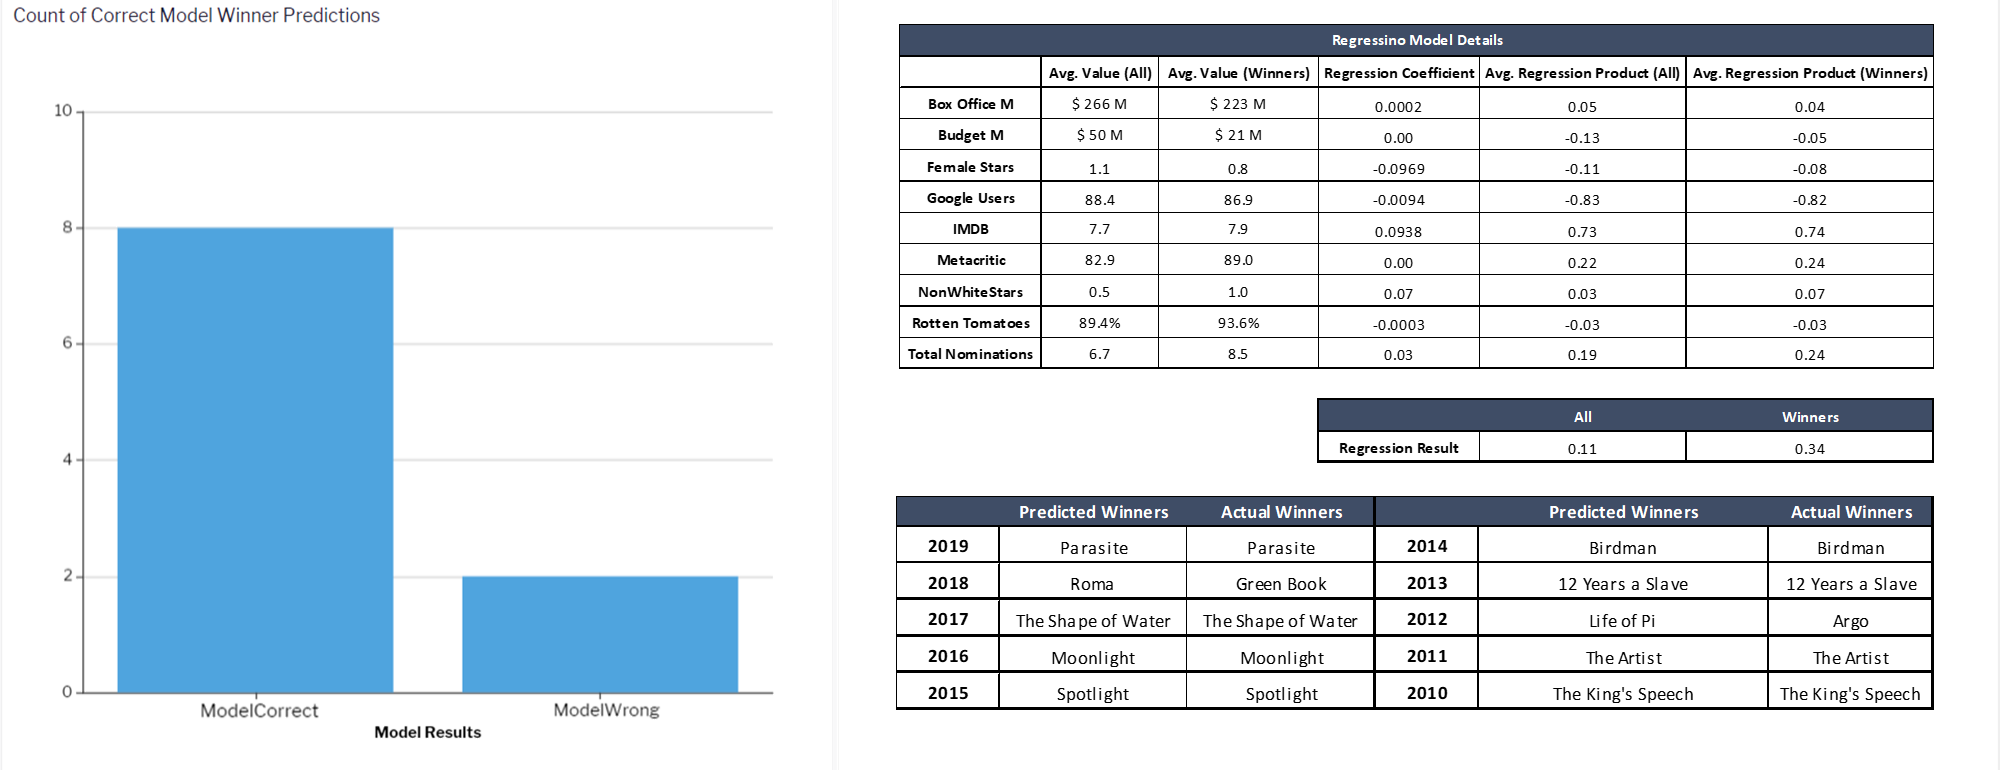 Count of Correct Model Winner Predictions
10
8
6
4
2
0
ModelCorrect ModelWrong
Model Results
Regressino Model Details
Avg. Value (All) Avg. Value (Winners) Regression Coefficient Avg. Regression Product (All) Avg. Regression Product (Winners)
Box Office M $ 266 M $ 223 M 0.0002 0.05 0.04
Budget M $ 50 M $ 21 M 0.00 -0.13 -0.05
Female Stars 1.1 0.8 -0.0969 -0.11 -0.08
Google Users 88.4 86.9 -0.0094 -0.83 -0.82
IMDB 7.7 7.9 0.0938 0.73 0.74
Metacritic 82.9 89.0 0.00 0.22 0.24
NonWhiteStars 0.5 1.0 0.07 0.03 0.07
Rotten Tomatoes 89.4% 93.6% -0.0003 -0.03 -0.03
Total Nominations 6.7 8.5 0.03 0.19 0.24
All Winners
Regression Result 0.11 0.34
Predicted Winners Actual Winners Predicted Winners Actual Winners
2019 Parasite Parasite 2014 Birdman Birdman
2018 Roma Green Book 2013 12 Years a Slave 12 Years a Slave
2017 The Shape of Water The Shape of Water 2012 Life of Pi Argo
2016 Moonlight Moonlight 2011 The Artist The Artist
2015 Spotlight Spotlight 2010 The King's Speech The King's Speech